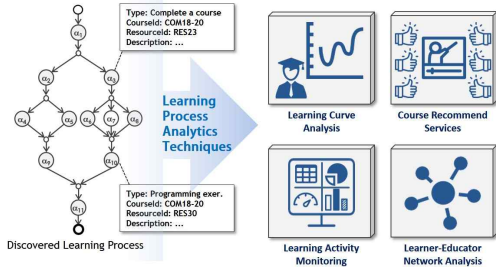 Type: Complete a course
CourseId: COM18-20
ResourceId: RES23
Description: ...
α1
α2
α3
α4
α5
α6
α7
α8
α9
α10
α11
Type: Programming exer.
CourseId: COM18-20
ResourceId: RES30
Description: ...
Discovered Learning Process
Learning
Process
Analytics
Techniques
Learning Curve
Analysis
Course Recommend
Services
Learning Activity
Monitoring
Learner-Educator
Network Analysis